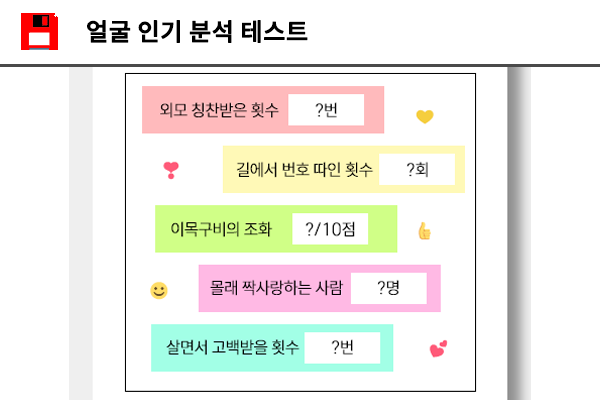 얼굴 인기 분석 테스트
외모 칭찬받은 횟수 ?번
길에서 번호 따인 횟수 ?회
이목구비의 조화 ?/10점
몰래 짝사랑하는 사람 ?명
살면서 고백받을 횟수 ?번